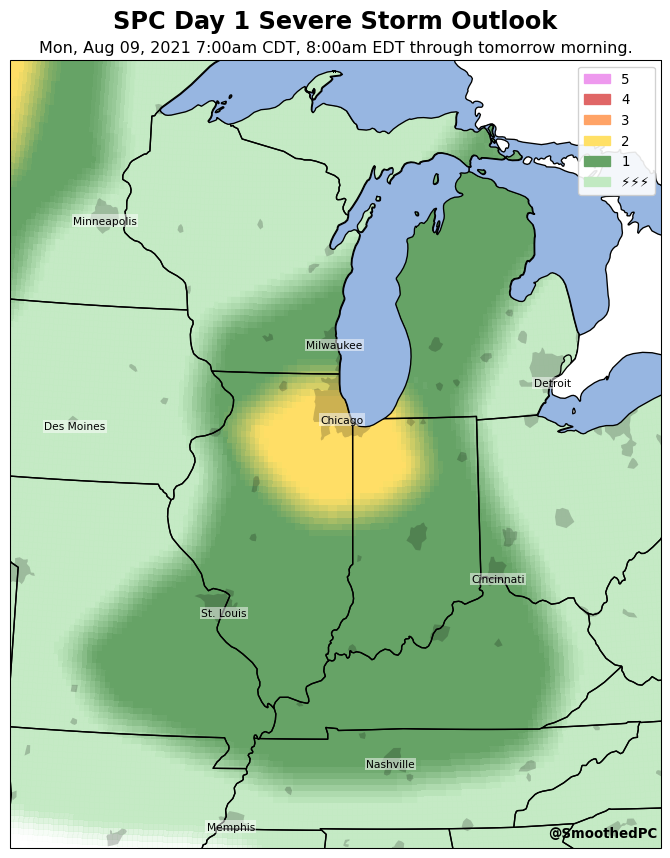 SPC Day 1 Severe Storm Outlook
Mon, Aug 09, 2021 7:00am CDT, 8:00am EDT through tomorrow morning.
5
4
3
2
1
⚡⚡⚡
Minneapolis
Milwaukee
Detroit
Chicago
Des Moines
Cincinnati
St. Louis
Nashville
Memphis
@SmoothedPC